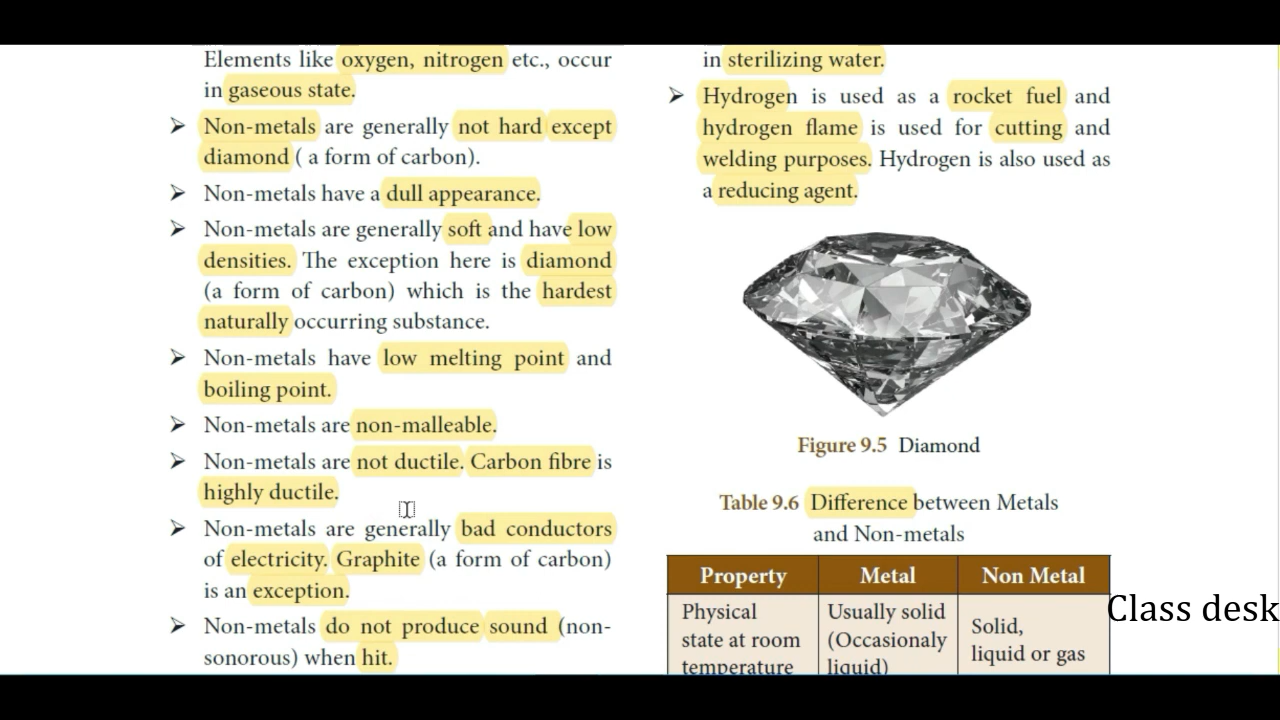 Elements like oxygen, nitrogen etc., occur
in gaseous state.
➤ Non-metals are generally not hard except
diamond ( a form of carbon).
➤ Non-metals have a dull appearance.
➤ Non-metals are generally soft and have low
densities. The exception here is diamond
(a form of carbon) which is the hardest
naturally occurring substance.
➤ Non-metals have low melting point and
boiling point.
➤ Non-metals are non-malleable.
➤ Non-metals are not ductile. Carbon fibre is
highly ductile.
➤ Non-metals are generally bad conductors
of electricity. Graphite (a form of carbon)
is an exception.
➤ Non-metals do not produce sound (non-
sonorous) when hit.
in sterilizing water.
➤ Hydrogen is used as a rocket fuel and
hydrogen flame is used for cutting and
welding purposes. Hydrogen is also used as
a reducing agent.
Figure 9.5 Diamond
Table 9.6 Difference between Metals
and Non-metals
Property Metal Non Metal
Physical
state at room
temperature
Usually solid
(Occasionaly
liquid)
Solid,
liquid or gas
Class desk